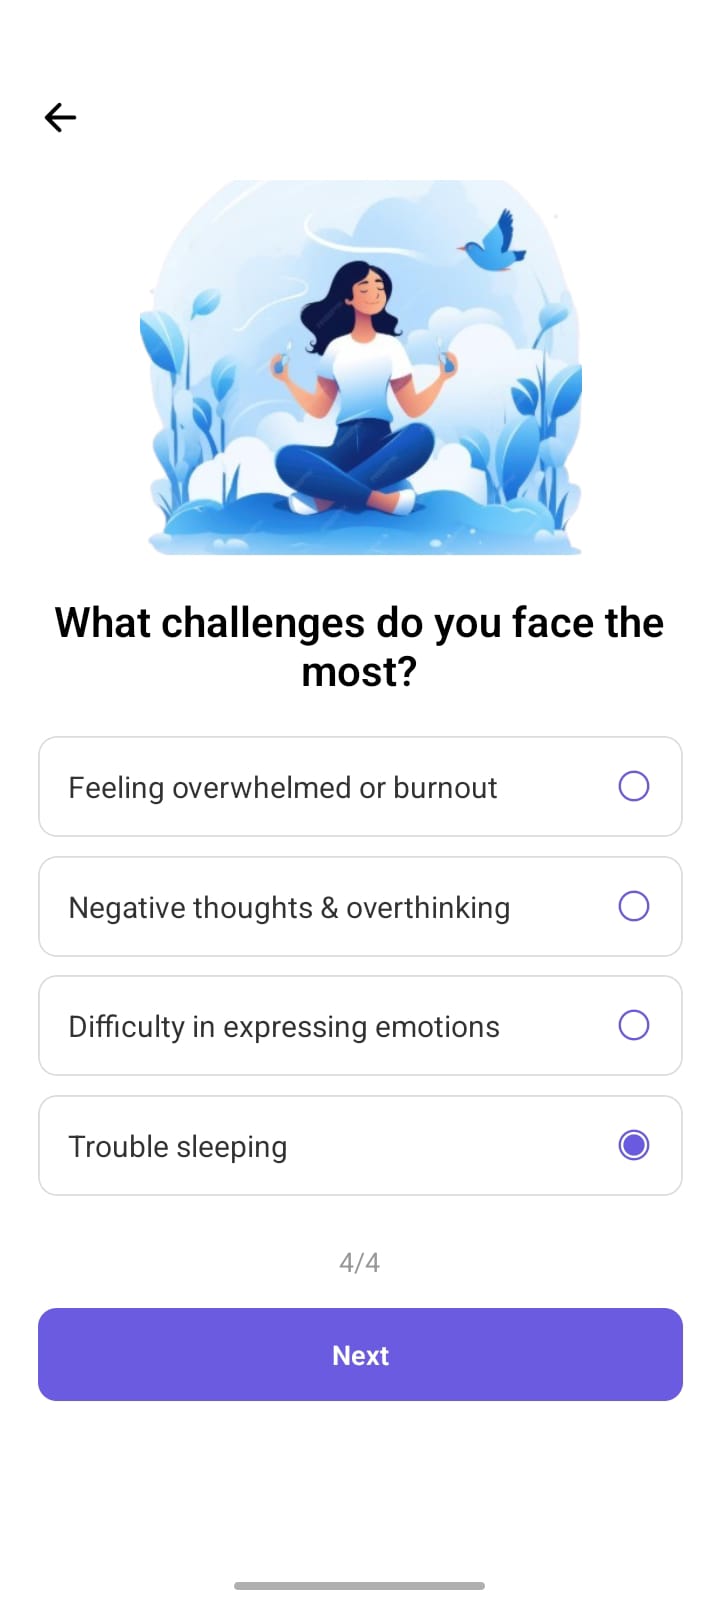 What challenges do you face the
most?
Feeling overwhelmed or burnout
Negative thoughts & overthinking
Difficulty in expressing emotions
Trouble sleeping
4/4
Next